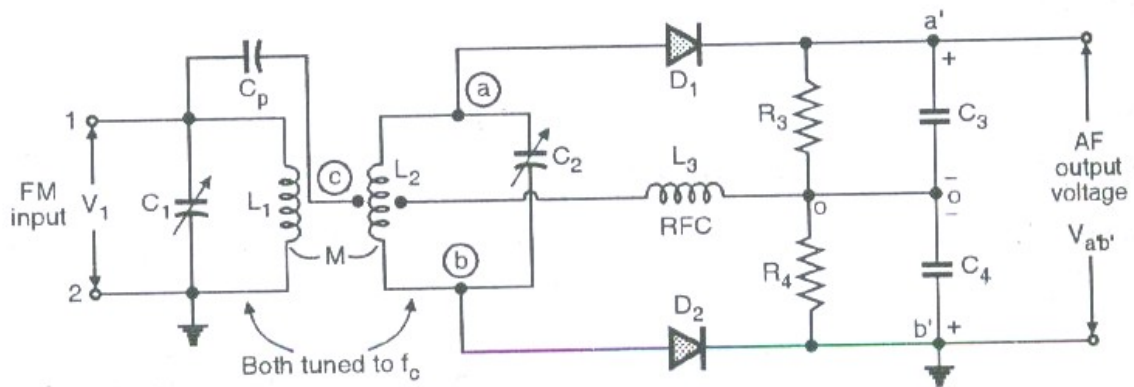 a'
D₁
+
Cₚ
a
1
R₃
C₃
C₂
L₃
AF
output
voltage
FM
input
V₁
C₁
L₁
c
L₂
RFC
o
–
o
–
Va'b'
M
b
R₄
C₄
2
D₂
b'
+
Both tuned to fc